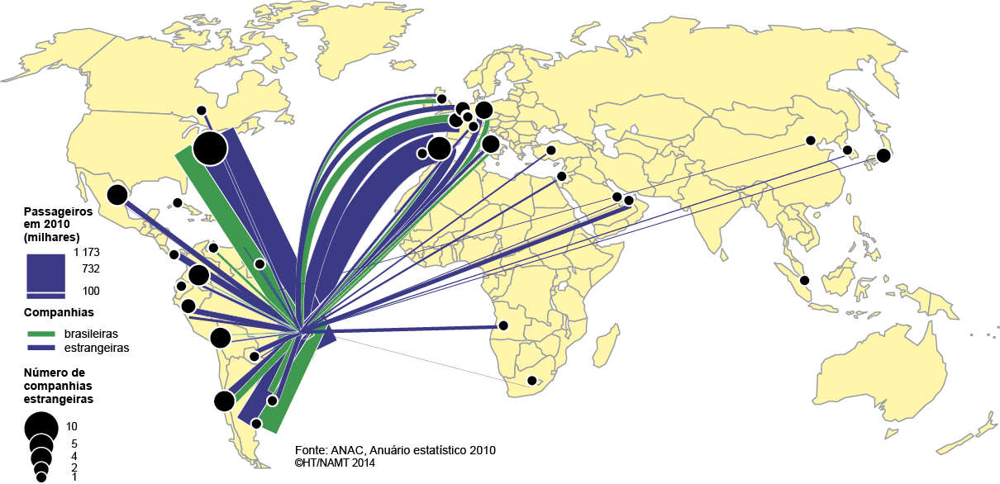 Passageiros
em 2010
(milhares)
1 173
732
100
Companhias
brasileiras
estrangeiras
Número de
companhias
estrangeiras
10
5
4
2
1
Fonte: ANAC, Anuário estatístico 2010
©HT/NAMT 2014